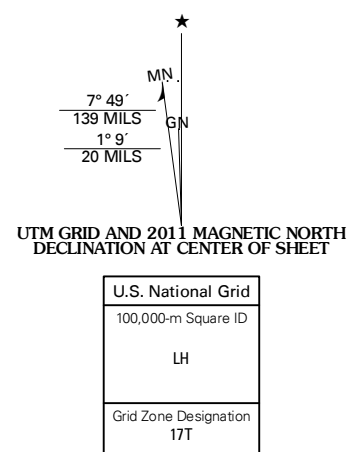 ★
MN
7° 49´
139 MILS
GN
1° 9´
20 MILS
UTM GRID AND 2011 MAGNETIC NORTH
DECLINATION AT CENTER OF SHEET
U.S. National Grid
100,000-m Square ID
LH
Grid Zone Designation
17T